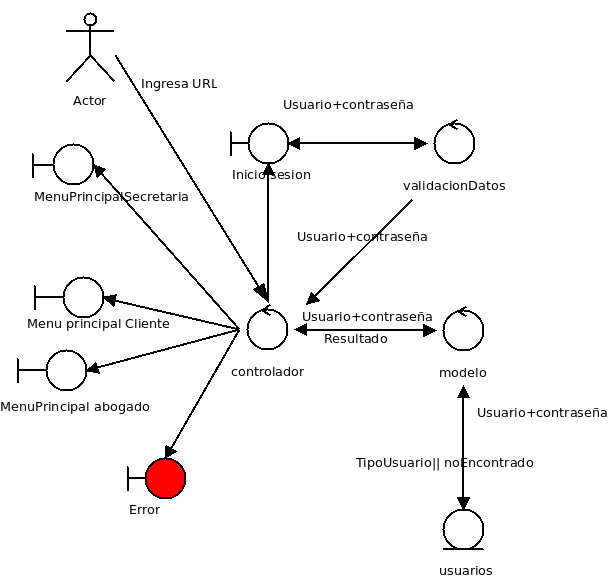 Ingresa URL
Actor
Usuario+contraseña
Inicio sesion
validacionDatos
MenuPrincipalSecretaria
Usuario+contraseña
Menu principal Cliente
Usuario+contraseña
Resultado
controlador
modelo
MenuPrincipal abogado
Usuario+contraseña
TipoUsuario|| noEncontrado
Error
usuarios